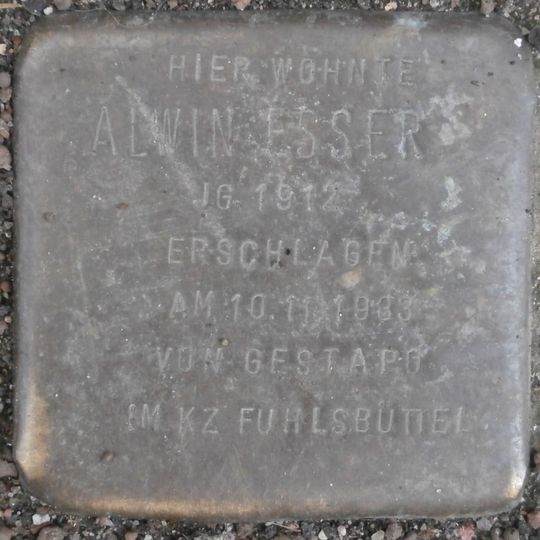 HIER WOHNTE
ALWIN ESSER
JG 1912
ERSCHLAGEN
AM 10.11.1933
VON GESTAPO
IM KZ FUHLSBÜTTEL